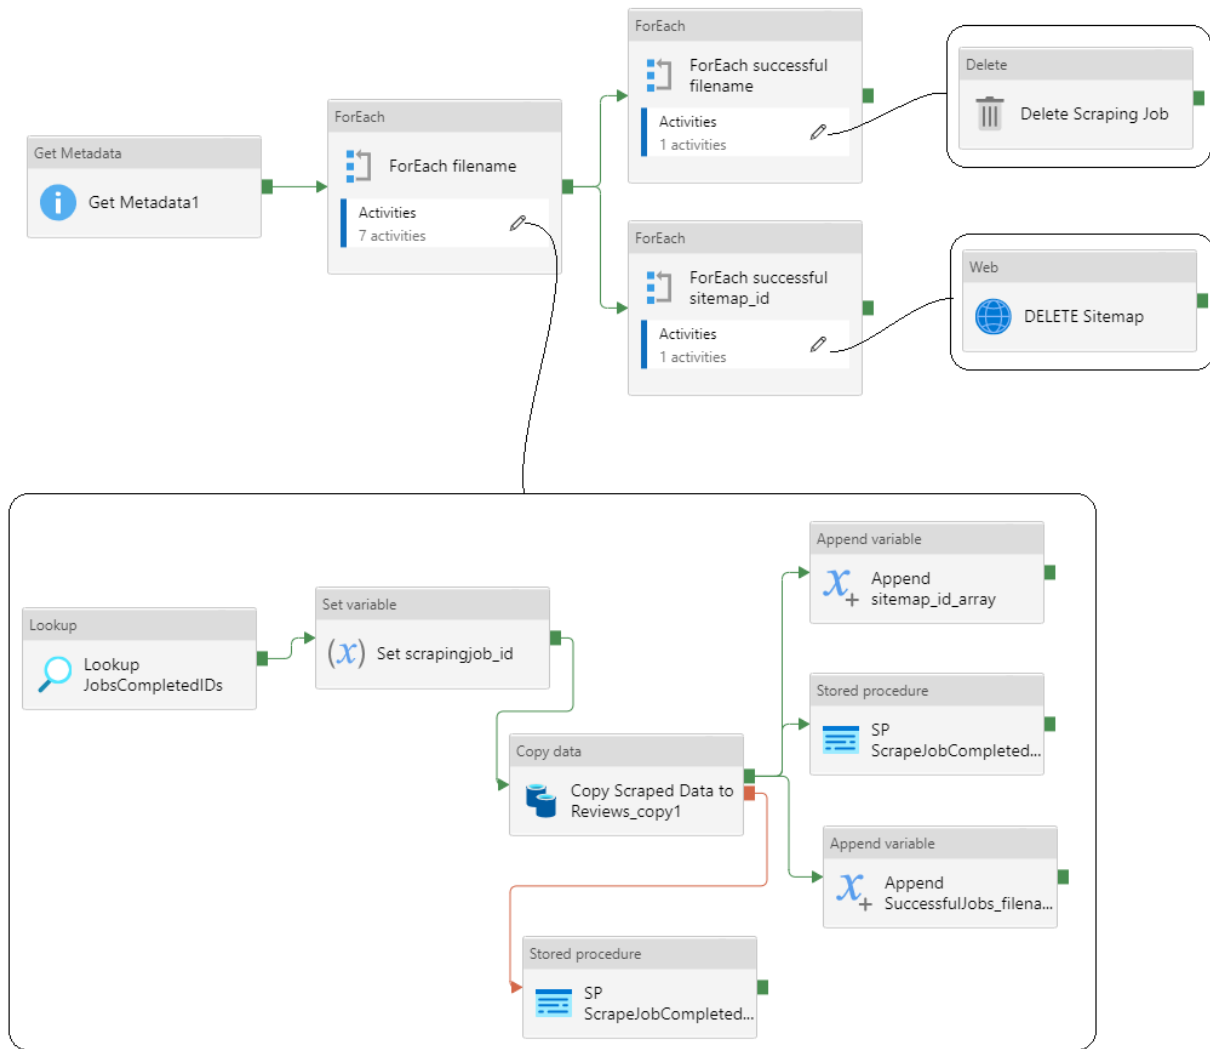 Get Metadata
Get Metadata1
ForEach
ForEach filename
Activities
7 activities
ForEach
ForEach successful
filename
Activities
1 activities
Delete
Delete Scraping Job
ForEach
ForEach successful
sitemap_id
Activities
1 activities
Web
DELETE Sitemap
Lookup
Lookup
JobsCompletedIDs
Set variable
(x) Set scrapingjob_id
Copy data
Copy Scraped Data to
Reviews_copy1
Append variable
Append
sitemap_id_array
Stored procedure
SP
ScrapeJobCompleted...
Append variable
Append
SuccessfulJobs_filena...
Stored procedure
SP
ScrapeJobCompleted...